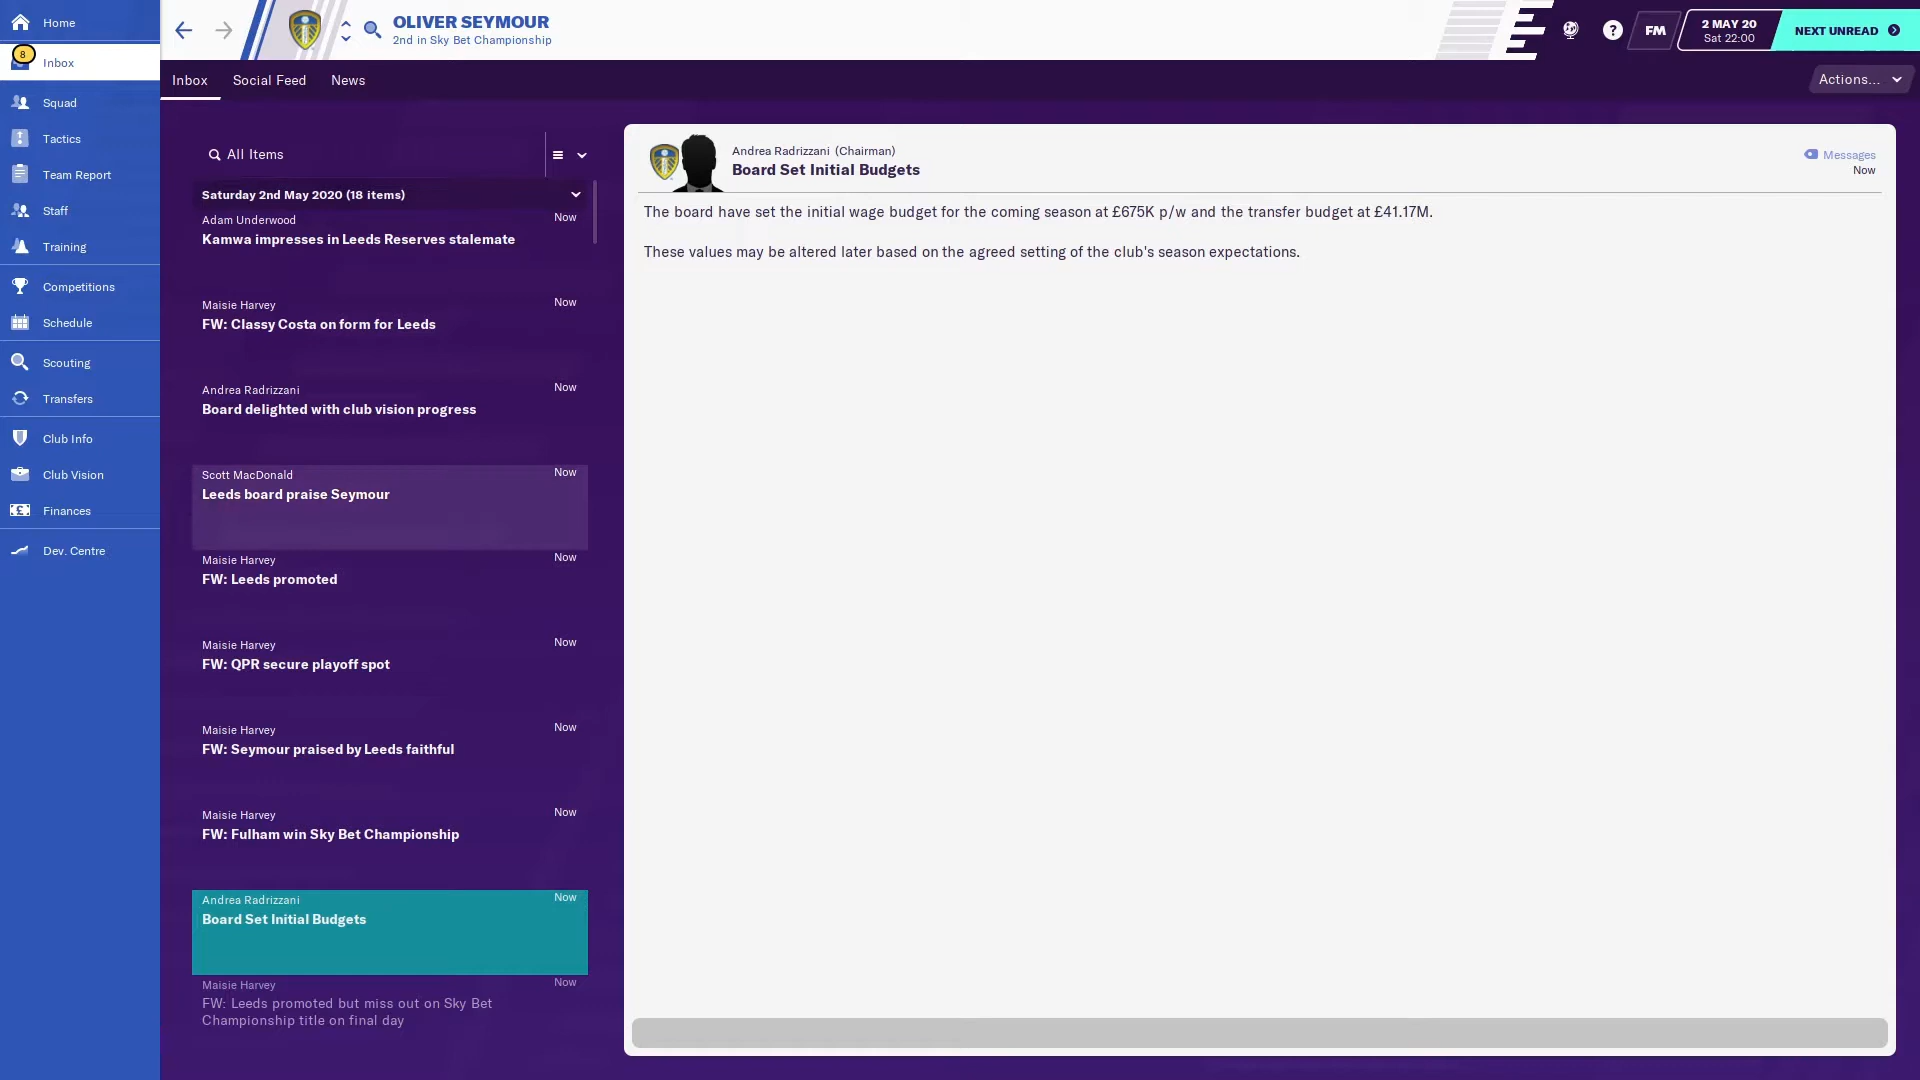 Home
8
Inbox
Squad
Tactics
Team Report
Staff
Training
Competitions
Schedule
Scouting
Transfers
Club Info
Club Vision
Finances
Dev. Centre
OLIVER SEYMOUR
2nd in Sky Bet Championship
?
FM
2 MAY 20
Sat 22:00
NEXT UNREAD
Inbox Social Feed News
Actions...
All Items
Saturday 2nd May 2020 (18 items)
Adam Underwood Now
Kamwa impresses in Leeds Reserves stalemate
Maisie Harvey Now
FW: Classy Costa on form for Leeds
Andrea Radrizzani Now
Board delighted with club vision progress
Scott MacDonald Now
Leeds board praise Seymour
Maisie Harvey Now
FW: Leeds promoted
Maisie Harvey Now
FW: QPR secure playoff spot
Maisie Harvey Now
FW: Seymour praised by Leeds faithful
Maisie Harvey Now
FW: Fulham win Sky Bet Championship
Andrea Radrizzani Now
Board Set Initial Budgets
Maisie Harvey Now
FW: Leeds promoted but miss out on Sky Bet
Championship title on final day
Andrea Radrizzani (Chairman)
Board Set Initial Budgets
Messages
Now
The board have set the initial wage budget for the coming season at £675K p/w and the transfer budget at £41.17M.
These values may be altered later based on the agreed setting of the club's season expectations.